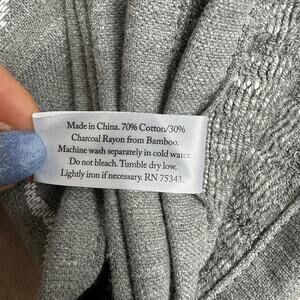 Made in China. 70% Cotton/30%
Charcoal Rayon from Bamboo.
Machine wash separately in cold water.
Do not bleach. Tumble dry low.
Lightly iron if necessary. RN 75343.